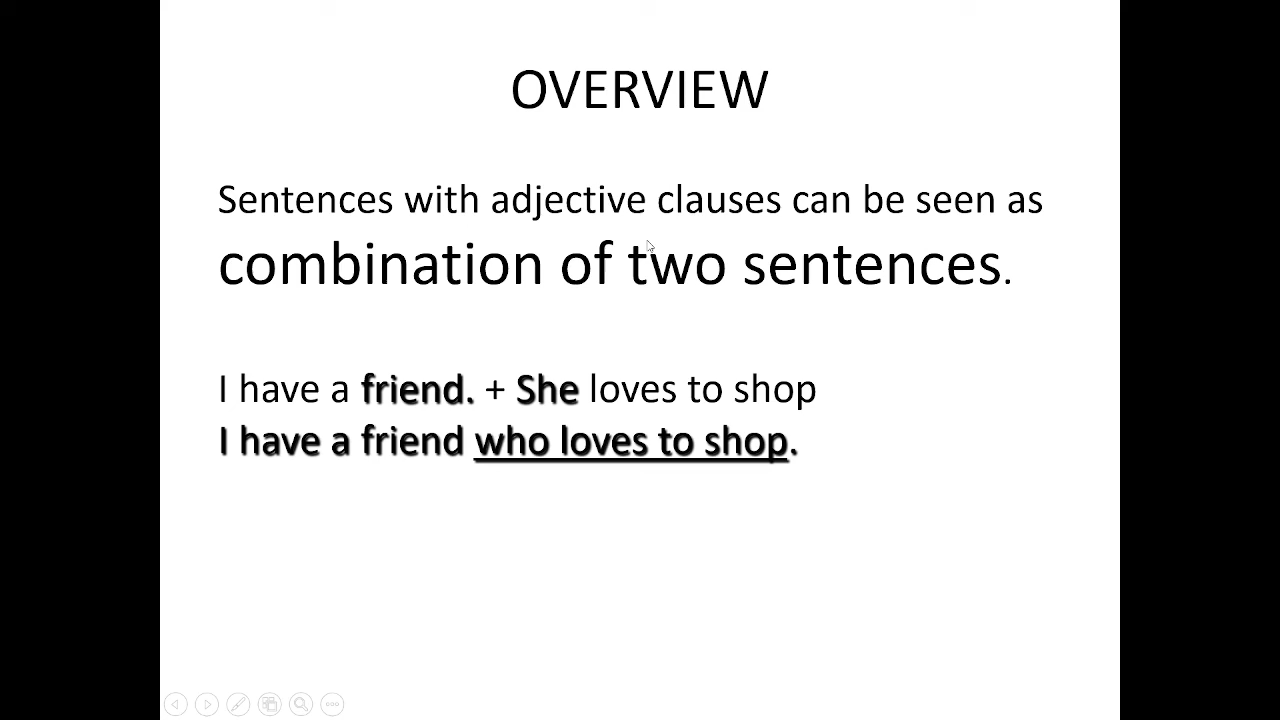 OVERVIEW
Sentences with adjective clauses can be seen as
combination of two sentences.
I have a friend. + She loves to shop
I have a friend who loves to shop.